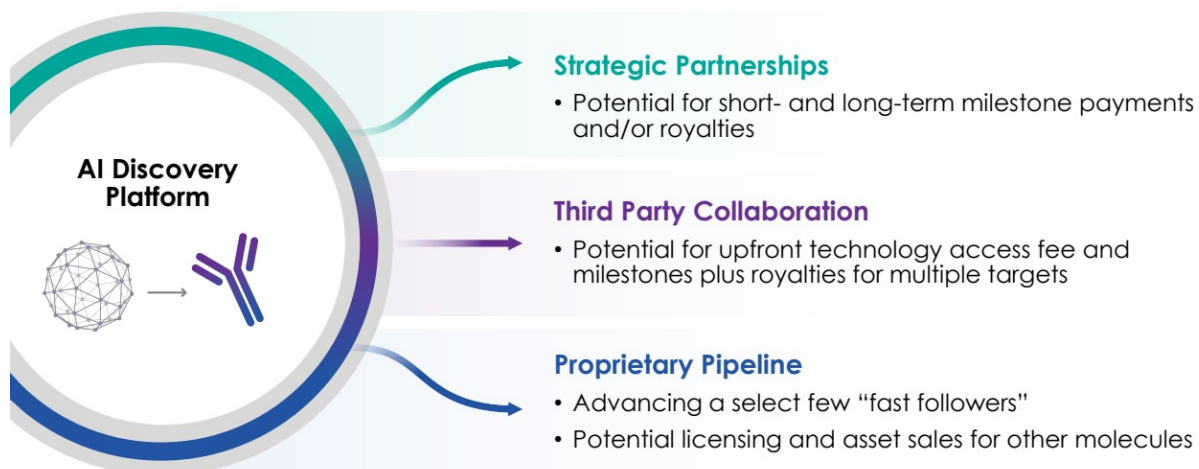 AI Discovery
Platform
Strategic Partnerships
• Potential for short- and long-term milestone payments
and/or royalties
Third Party Collaboration
• Potential for upfront technology access fee and
milestones plus royalties for multiple targets
Proprietary Pipeline
• Advancing a select few “fast followers”
• Potential licensing and asset sales for other molecules